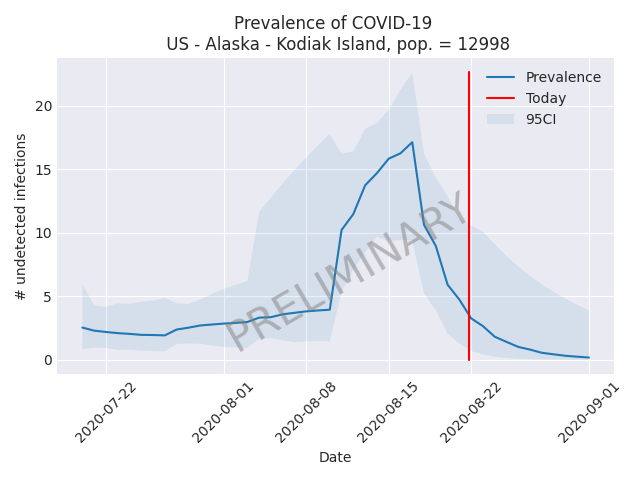 Prevalence of COVID-19
US - Alaska - Kodiak Island, pop. = 12998
# undetected infections
20
15
10
5
0
Prevalence
Today
95CI
PRELIMINARY
2020-07-22
2020-08-01
2020-08-08
2020-08-15
2020-08-22
2020-09-01
Date